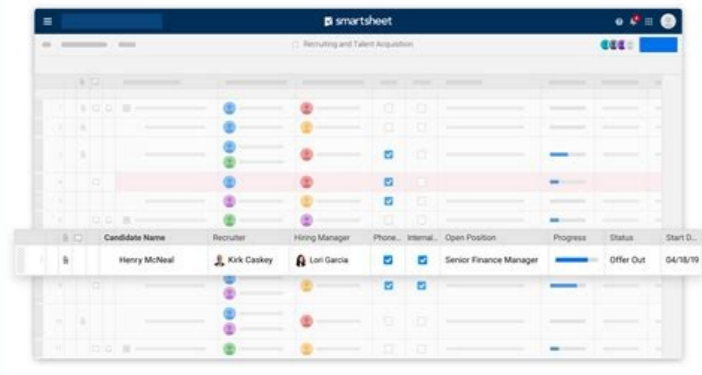 smartsheet
Recruiting and Talent Acquisition
Candidate Name Recruiter Hiring Manager Phone... Internal... Open Position Progress Status Start D...
Henry McNeal Kirk Caskey Lori Garcia Senior Finance Manager Offer Out 04/18/19